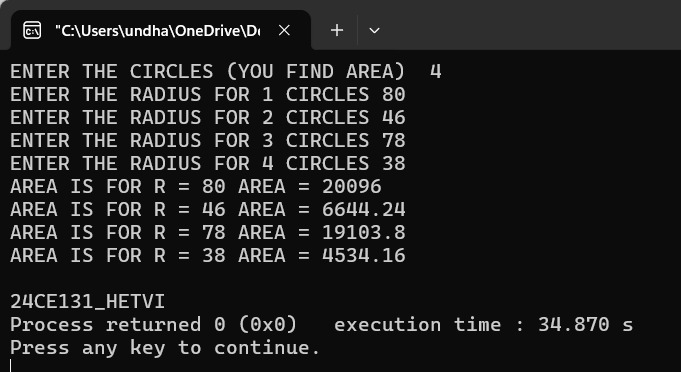 "C:\Users\undha\OneDrive\De
ENTER THE CIRCLES (YOU FIND AREA)  4
ENTER THE RADIUS FOR 1 CIRCLES 80
ENTER THE RADIUS FOR 2 CIRCLES 46
ENTER THE RADIUS FOR 3 CIRCLES 78
ENTER THE RADIUS FOR 4 CIRCLES 38
AREA IS FOR R = 80 AREA = 20096
AREA IS FOR R = 46 AREA = 6644.24
AREA IS FOR R = 78 AREA = 19103.8
AREA IS FOR R = 38 AREA = 4534.16
24CE131_HETVI
Process returned 0 (0x0)   execution time : 34.870 s
Press any key to continue.